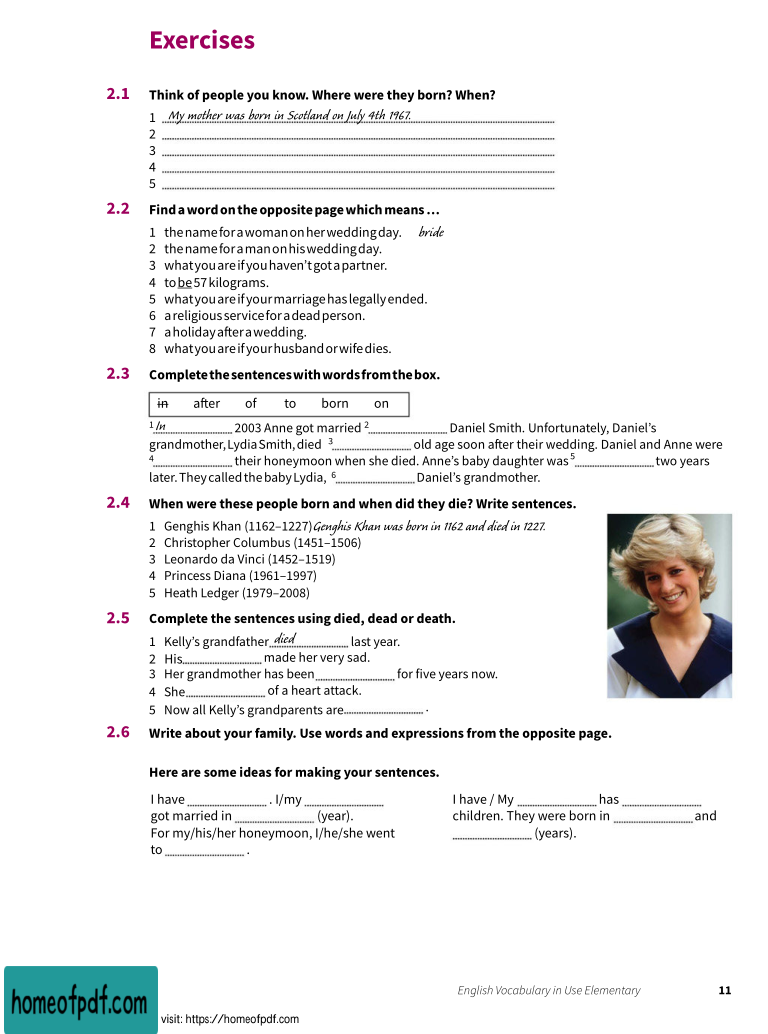 Exercises
2.1 Think of people you know. Where were they born? When?
1 My mother was born in Scotland on July 4th 1967.
2
3
4
5
2.2 Find a word on the opposite page which means ...
1 the name for a woman on her wedding day. bride
2 the name for a man on his wedding day.
3 what you are if you haven't got a partner.
4 to be 57 kilograms.
5 what you are if your marriage has legally ended.
6 a religious service for a dead person.
7 a holiday after a wedding.
8 what you are if your husband or wife dies.
2.3 Complete the sentences with words from the box.
in after of to born on
1 In 2003 Anne got married 2 Daniel Smith. Unfortunately, Daniel's
grandmother, Lydia Smith, died 3 old age soon after their wedding. Daniel and Anne were
4 their honeymoon when she died. Anne's baby daughter was 5 two years
later. They called the baby Lydia, 6 Daniel's grandmother.
2.4 When were these people born and when did they die? Write sentences.
1 Genghis Khan (1162–1227) Genghis Khan was born in 1162 and died in 1227.
2 Christopher Columbus (1451–1506)
3 Leonardo da Vinci (1452–1519)
4 Princess Diana (1961–1997)
5 Heath Ledger (1979–2008)
2.5 Complete the sentences using died, dead or death.
1 Kelly's grandfather died last year.
2 His made her very sad.
3 Her grandmother has been for five years now.
4 She of a heart attack.
5 Now all Kelly's grandparents are .
2.6 Write about your family. Use words and expressions from the opposite page.
Here are some ideas for making your sentences.
I have . I/my
got married in (year).
For my/his/her honeymoon, I/he/she went
to .
I have / My has
children. They were born in and
(years).
English Vocabulary in Use Elementary 11
homeofpdf.com
visit: https://homeofpdf.com